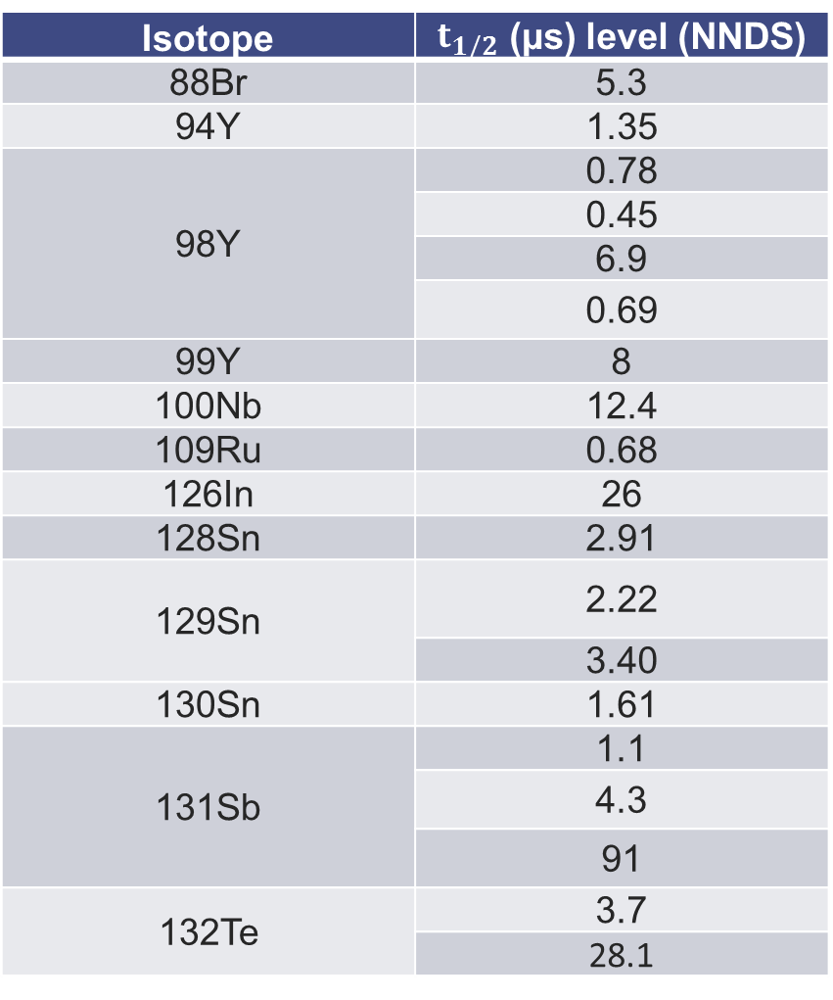 Isotope t1/2 (μs) level (NNDS)
88Br 5.3
94Y 1.35
98Y 0.78
0.45
6.9
0.69
99Y 8
100Nb 12.4
109Ru 0.68
126In 26
128Sn 2.91
129Sn 2.22
3.40
130Sn 1.61
131Sb 1.1
4.3
91
132Te 3.7
28.1